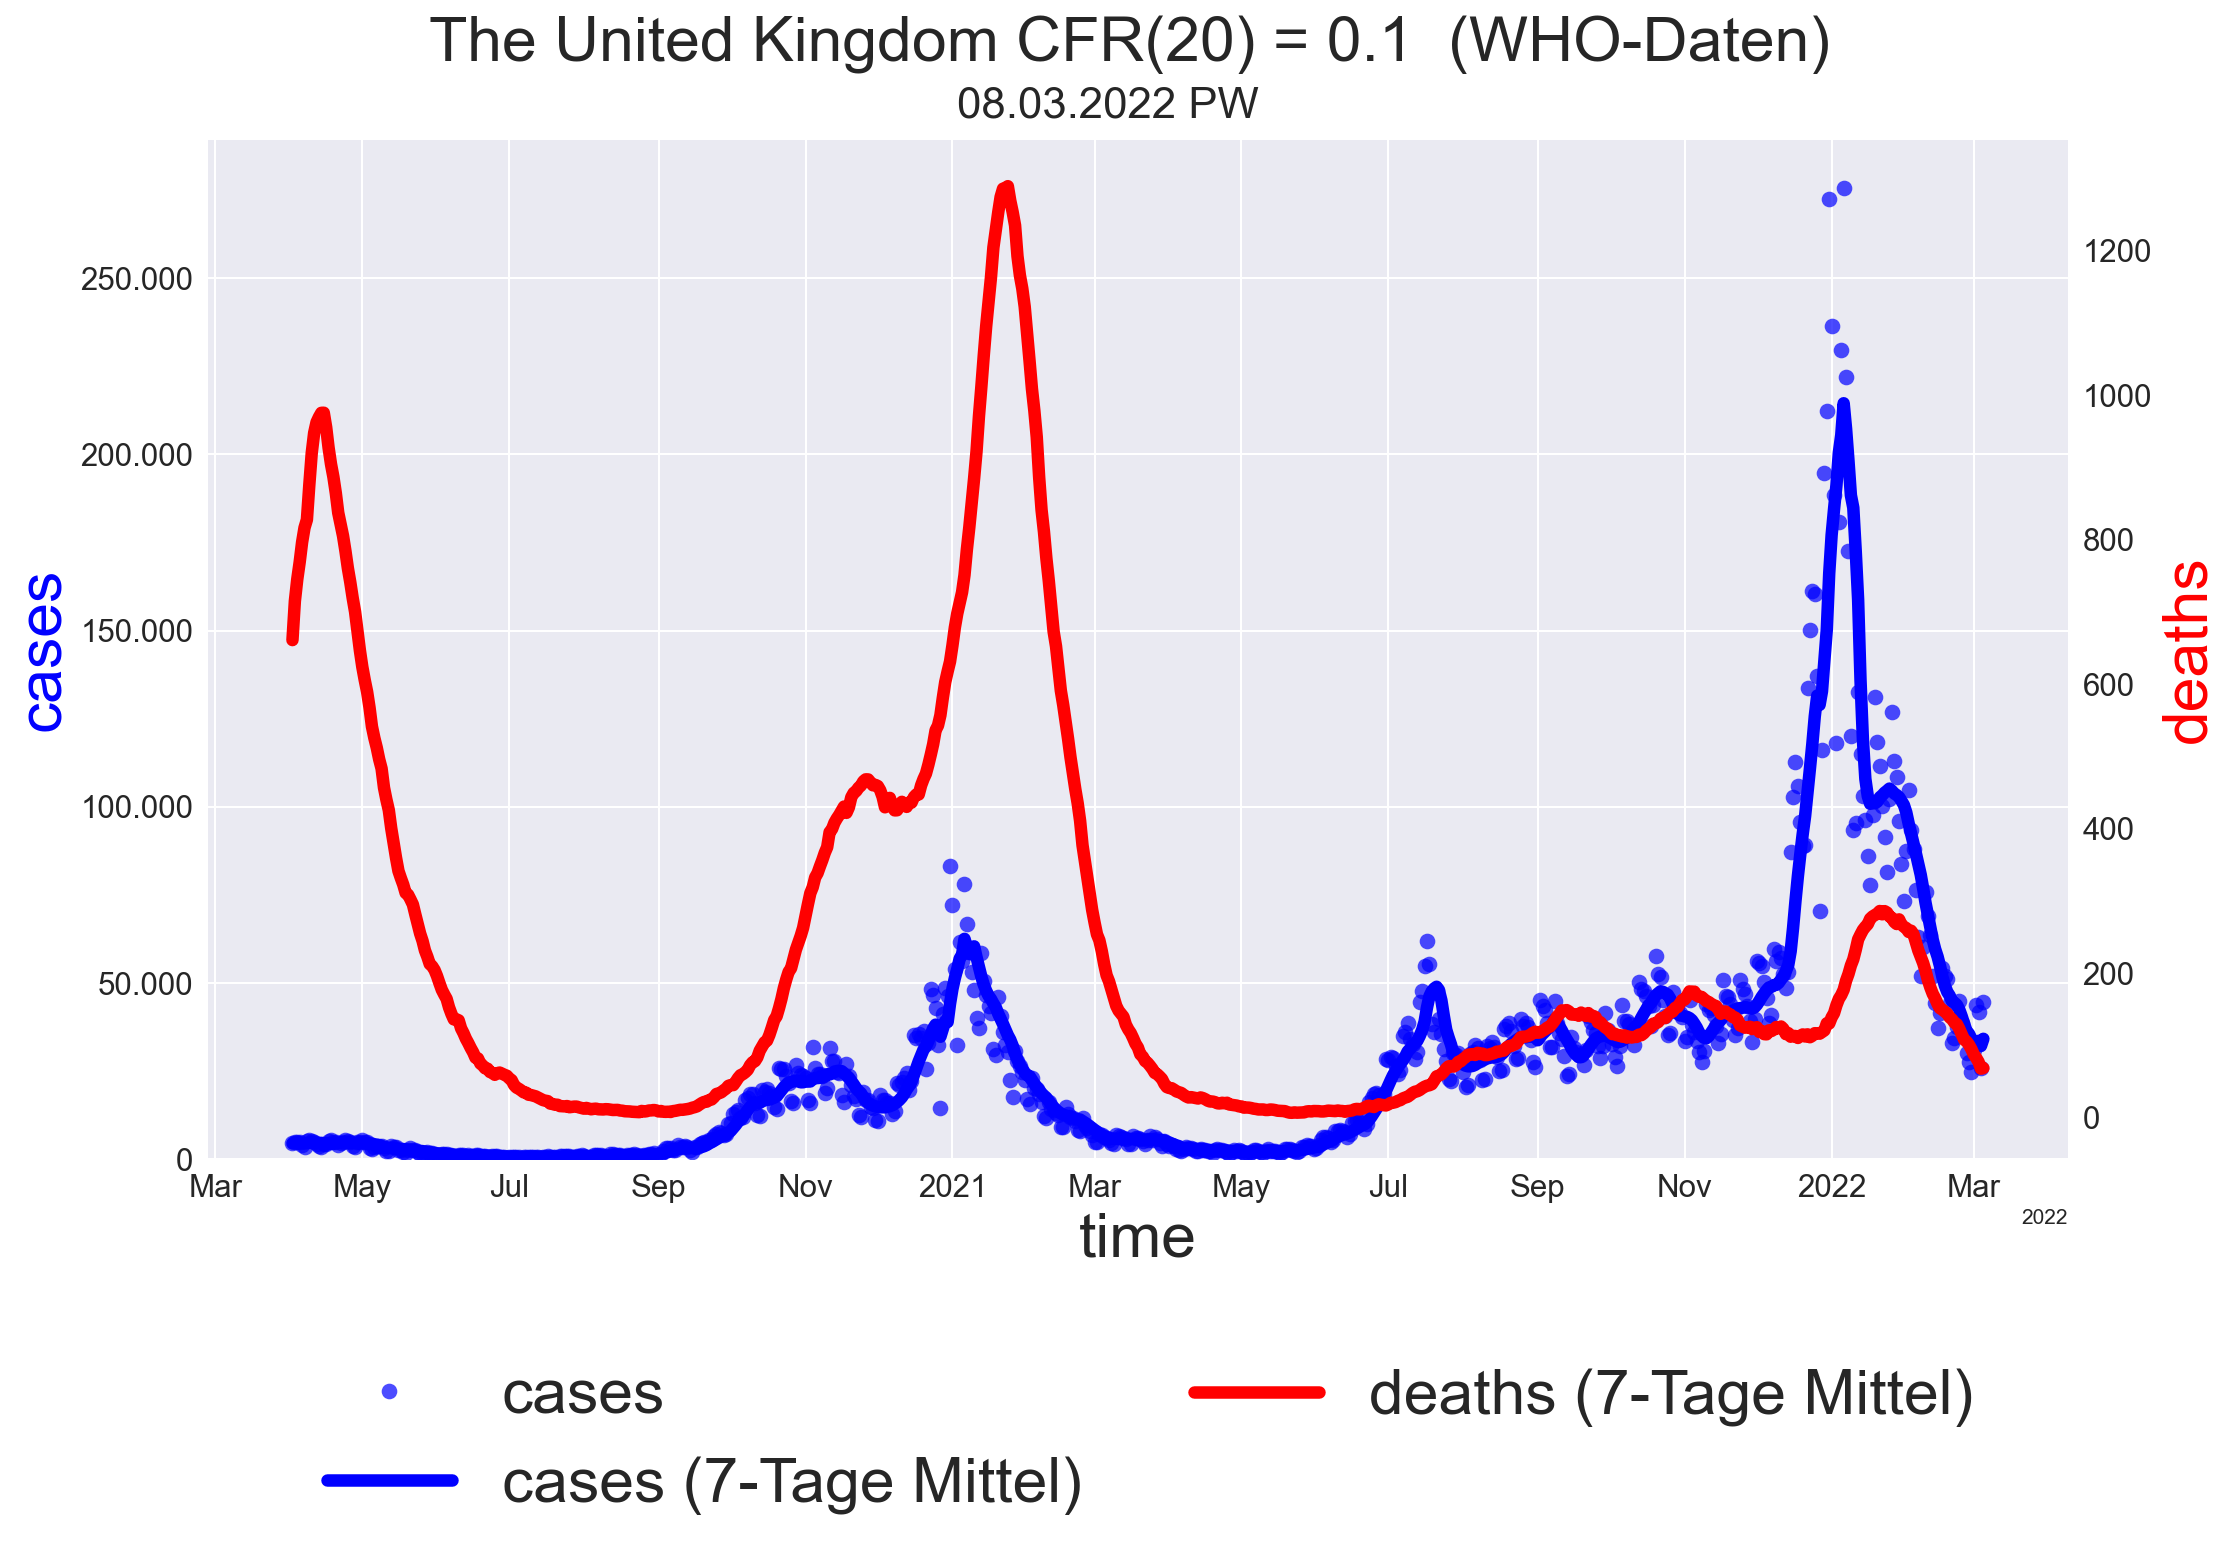 The United Kingdom CFR(20) = 0.1 (WHO-Daten)
08.03.2022 PW
cases
250.000
200.000
150.000
100.000
50.000
0
deaths
1200
1000
800
600
400
200
0
Mar May Jul Sep Nov 2021 Mar May Jul Sep Nov 2022 Mar
2022
time
cases
cases (7-Tage Mittel)
deaths (7-Tage Mittel)